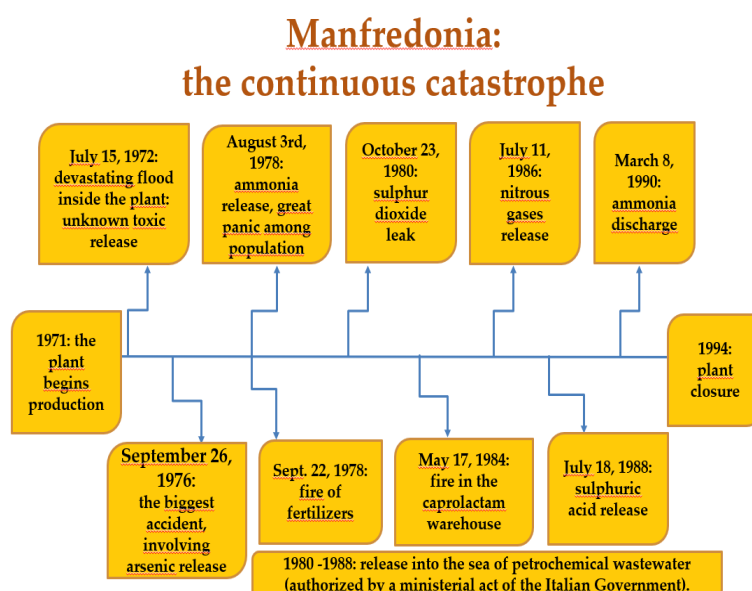 Manfredonia:
the continuous catastrophe
July 15, 1972:
devastating flood
inside the plant:
unknown toxic
release
August 3rd,
1978:
ammonia
release, great
panic among
population
October 23,
1980:
sulphur
dioxide
leak
July 11,
1986:
nitrous
gases
release
March 8,
1990:
ammonia
discharge
1971: the
plant
begins
production
1994:
plant
closure
September 26,
1976:
the biggest
accident,
involving
arsenic release
Sept. 22, 1978:
fire of
fertilizers
May 17, 1984:
fire in the
caprolactam
warehouse
July 18, 1988:
sulphuric
acid release
1980 -1988: release into the sea of petrochemical wastewater
(authorized by a ministerial act of the Italian Government).